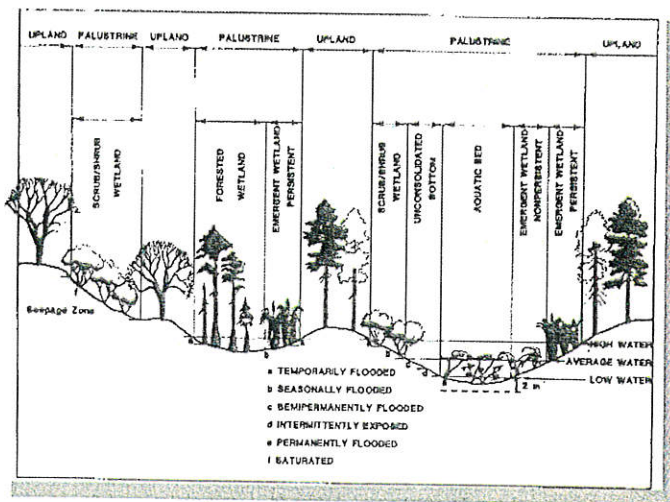 UPLAND PALUSTRINE UPLAND PALUSTRINE UPLAND PALUSTRINE UPLAND
SCRUB/SHRUB
WETLAND
FORESTED
WETLAND
EMERGENT WETLAND
PERSISTENT
SCRUB/SHRUB
WETLAND
UNCONSOLIDATED
BOTTOM
AQUATIC BED
EMERGENT WETLAND
NONPERSISTENT
EMERGENT WETLAND
PERSISTENT
Seepage Zone
HIGH WATER
AVERAGE WATER
LOW WATER
2 m
a TEMPORARILY FLOODED
b SEASONALLY FLOODED
c SEMIPERMANENTLY FLOODED
d INTERMITTENTLY EXPOSED
e PERMANENTLY FLOODED
f SATURATED